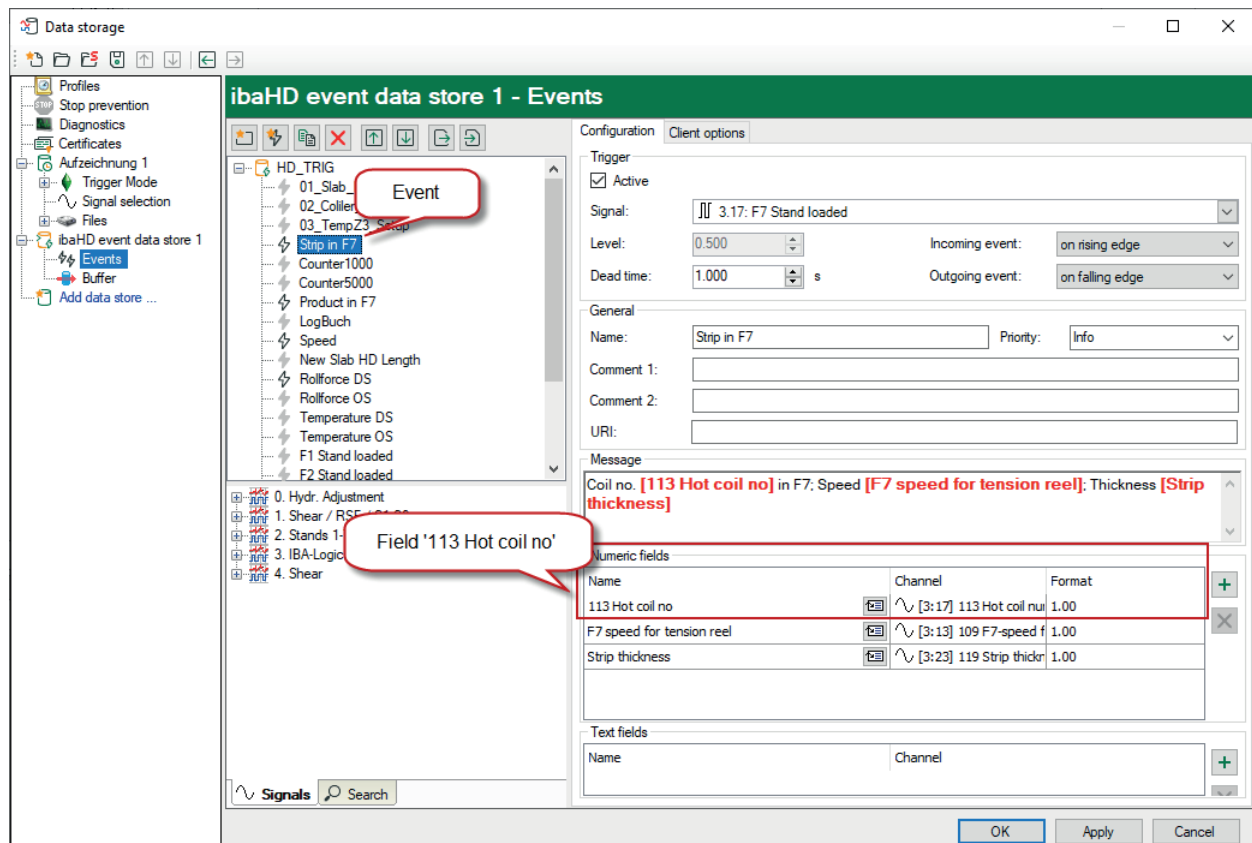 Data storage
Profiles
Stop prevention
Diagnostics
Certificates
Aufzeichnung 1
Trigger Mode
Signal selection
Files
ibaHD event data store 1
Events
Buffer
Add data store ...
ibaHD event data store 1 - Events
HD_TRIG
01_Slab_
02_Coiler
03_TempZ3_Setup
Strip in F7
Counter1000
Counter5000
Product in F7
LogBuch
Speed
New Slab HD Length
Rollforce DS
Rollforce OS
Temperature DS
Temperature OS
F1 Stand loaded
F2 Stand loaded
Event
0. Hydr. Adjustment
1. Shear / RSF
2. Stands 1-
3. IBA-Logic
4. Shear
Field '113 Hot coil no'
Signals Search
Configuration Client options
Trigger
Active
Signal: 3.17: F7 Stand loaded
Level: 0.500 Incoming event: on rising edge
Dead time: 1.000 s Outgoing event: on falling edge
General
Name: Strip in F7 Priority: Info
Comment 1:
Comment 2:
URI:
Message
Coil no. [113 Hot coil no] in F7; Speed [F7 speed for tension reel]; Thickness [Strip
thickness]
Numeric fields
Name Channel Format
113 Hot coil no [3:17] 113 Hot coil nu 1.00
F7 speed for tension reel [3:13] 109 F7-speed f 1.00
Strip thickness [3:23] 119 Strip thick 1.00
Text fields
Name Channel
OK Apply Cancel